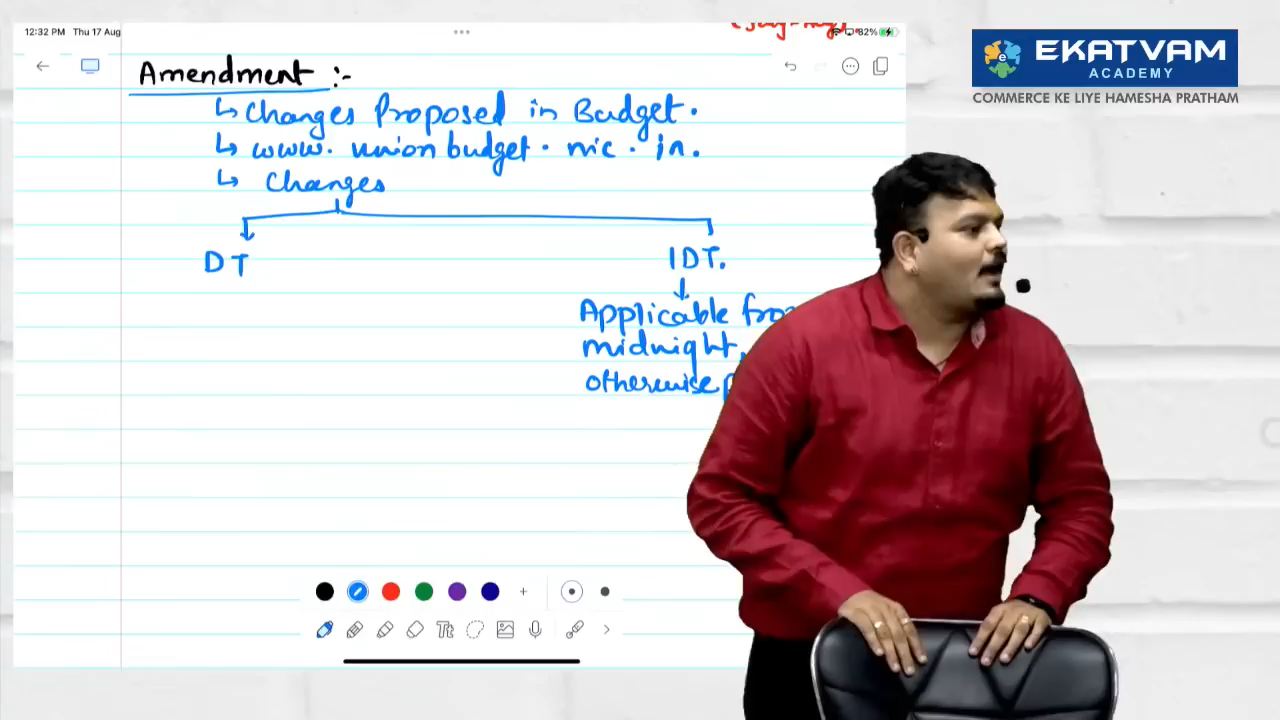 12:32 PM Thu 17 Aug
82%
EKATVAM
ACADEMY
COMMERCE KE LIYE HAMESHA PRATHAM
Amendment :-
↳ Changes Proposed in Budget.
↳ www. union budget. nic. in.
↳ Changes
DT
IDT.
Applicable
midnight,
otherwise
Tt